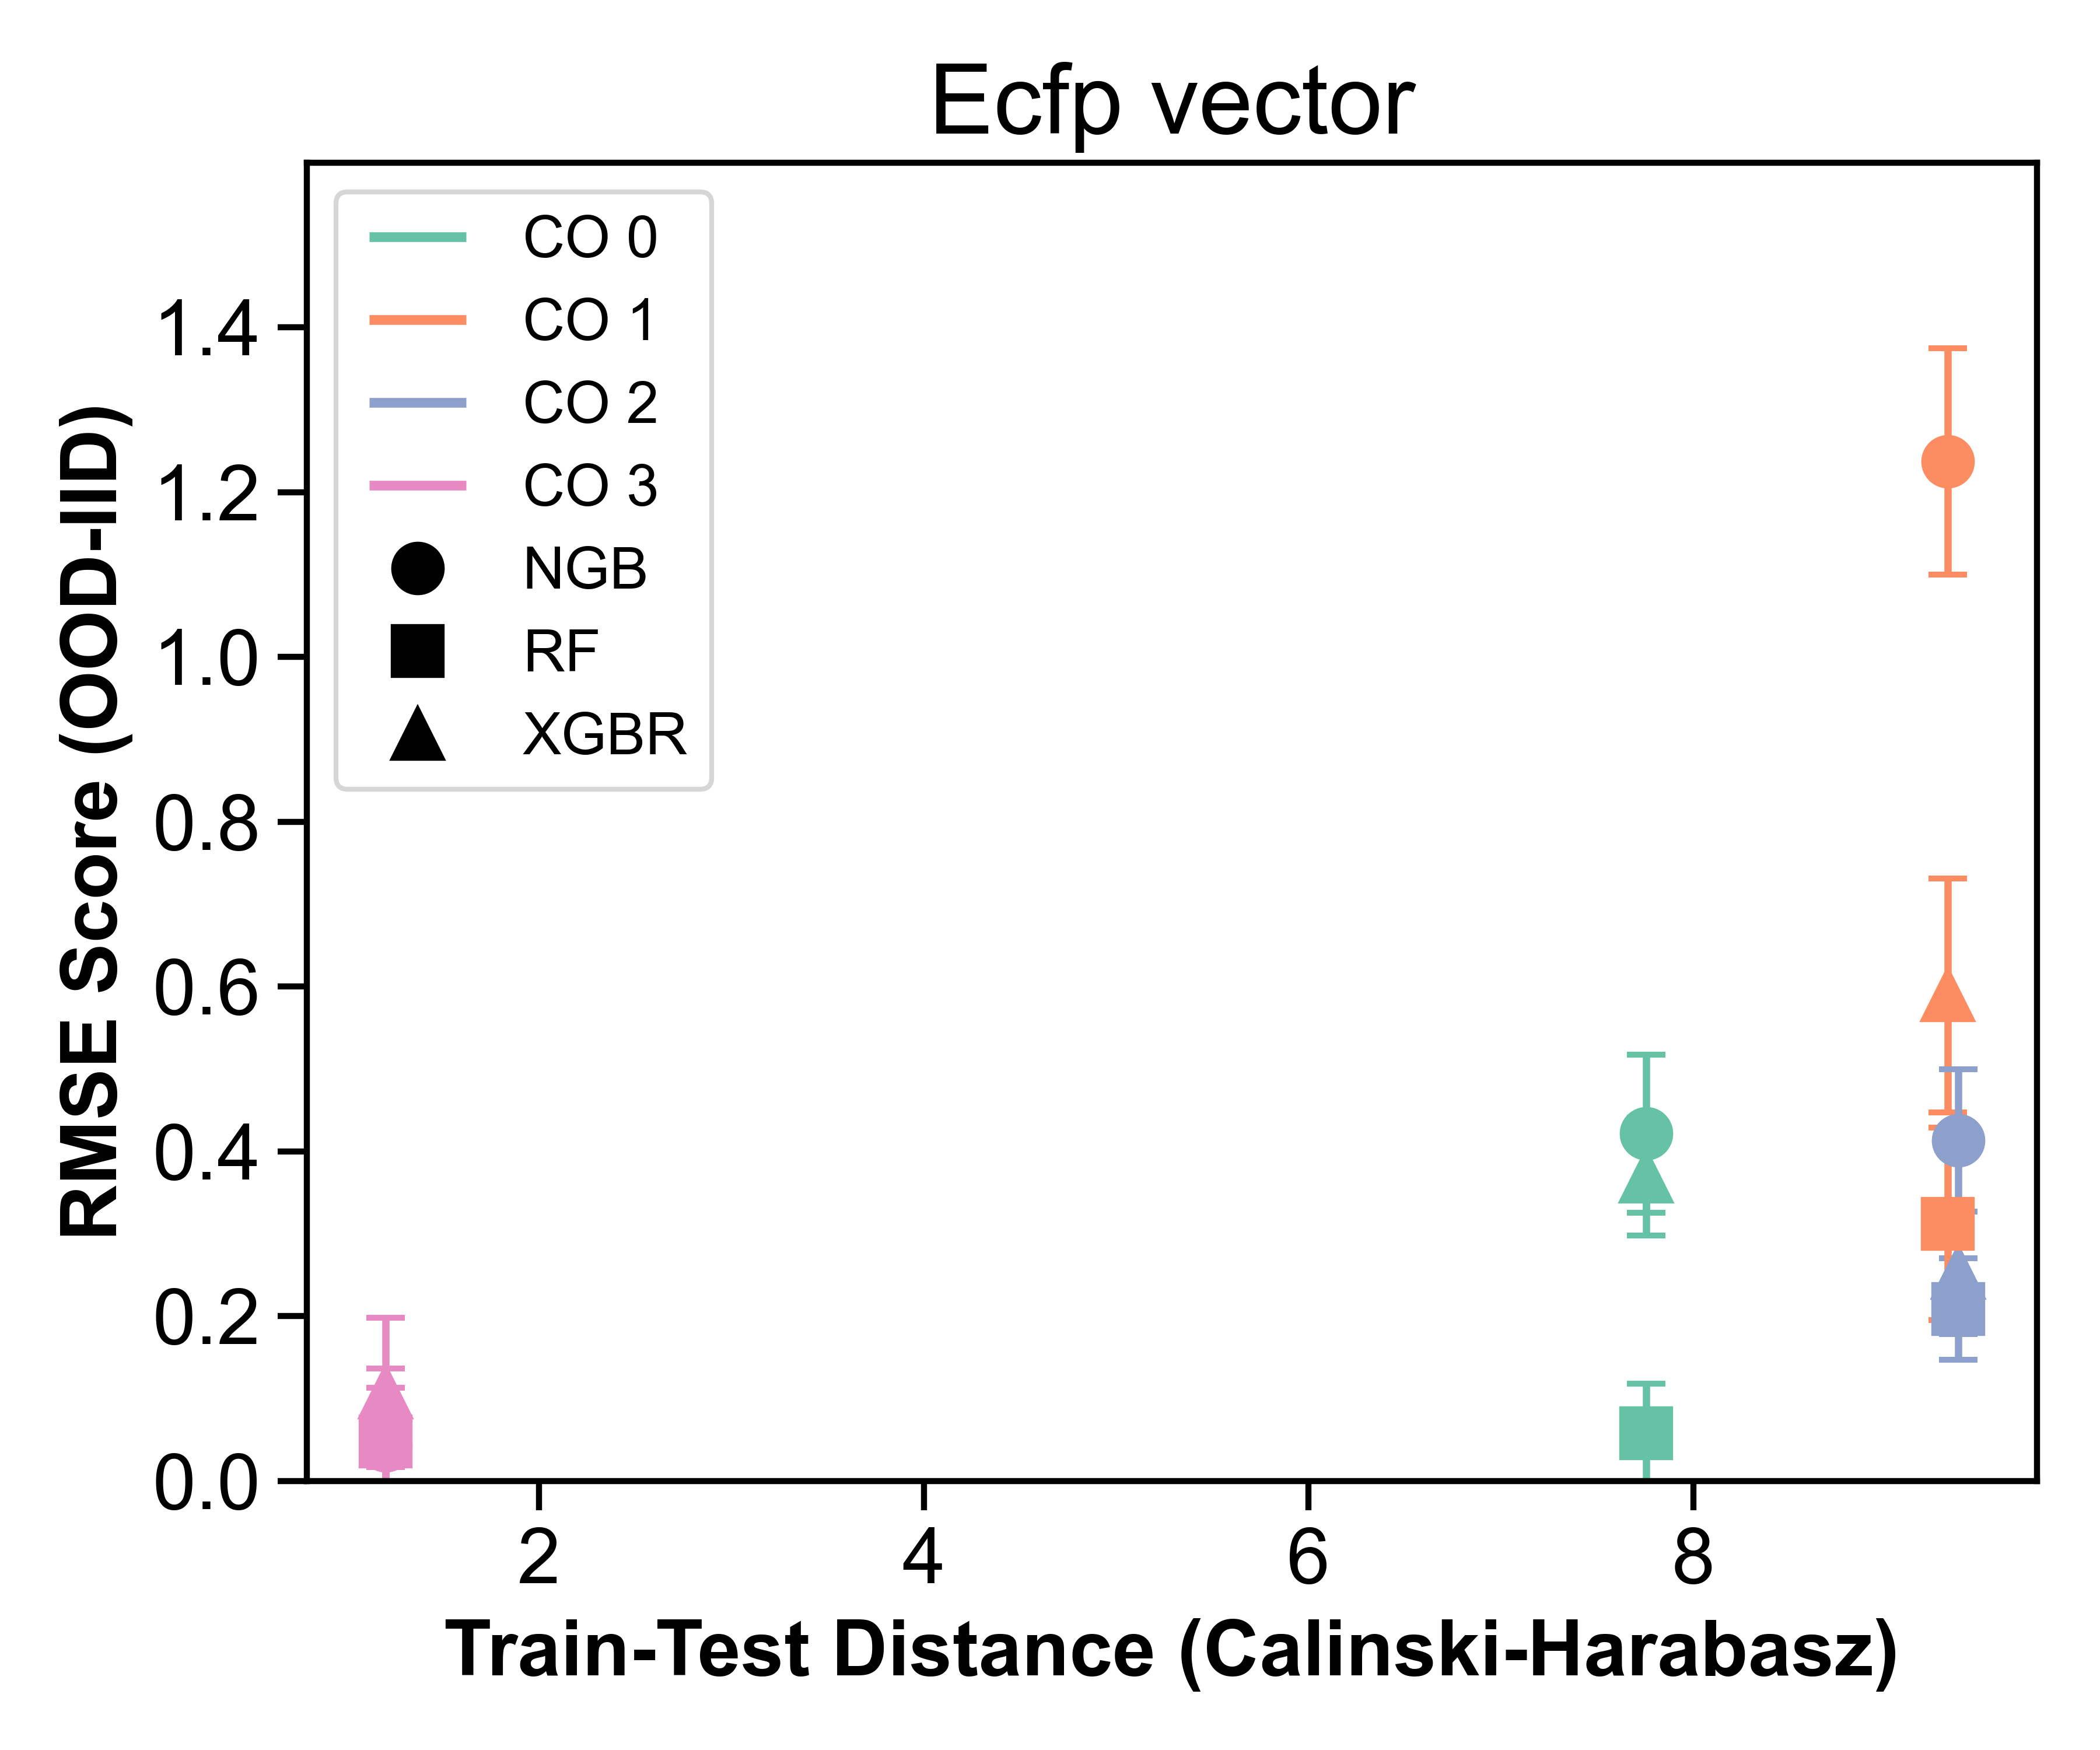 Ecfp vector
CO 0
CO 1
CO 2
CO 3
NGB
RF
XGBR
RMSE Score (OOD-IID)
1.4
1.2
1.0
0.8
0.6
0.4
0.2
0.0
2 4 6 8
Train-Test Distance (Calinski-Harabasz)